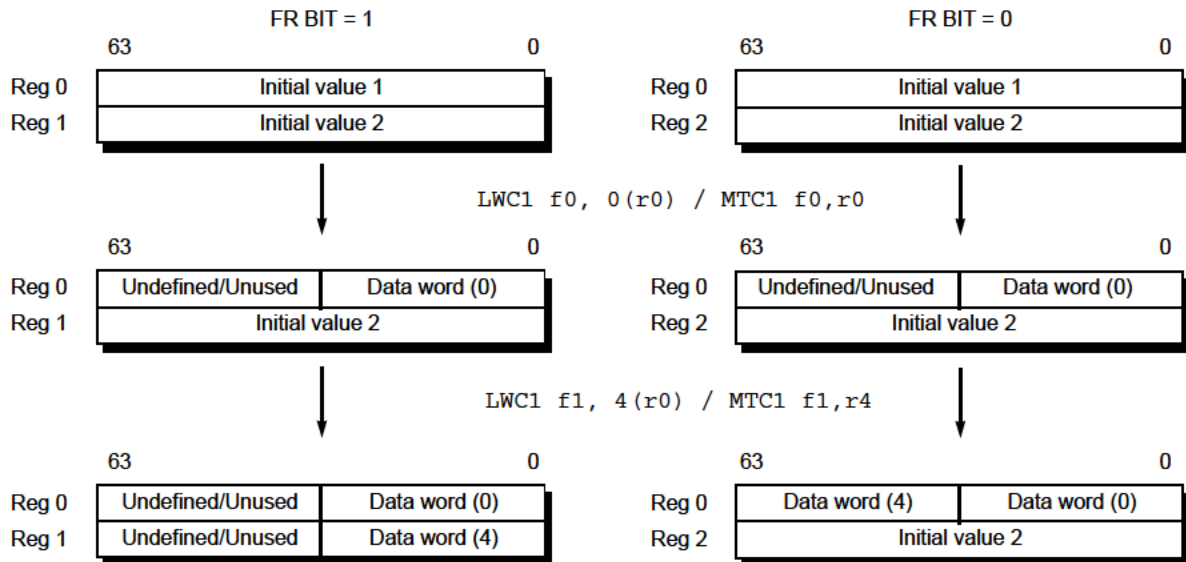 FR BIT = 1 FR BIT = 0
63 0 63 0
Reg 0 Initial value 1 Reg 0 Initial value 1
Reg 1 Initial value 2 Reg 2 Initial value 2
LWC1 f0, 0(r0) / MTC1 f0,r0
63 0 63 0
Reg 0 Undefined/Unused Data word (0) Reg 0 Undefined/Unused Data word (0)
Reg 1 Initial value 2 Reg 2 Initial value 2
LWC1 f1, 4(r0) / MTC1 f1,r4
63 0 63 0
Reg 0 Undefined/Unused Data word (0) Reg 0 Data word (4) Data word (0)
Reg 1 Undefined/Unused Data word (4) Reg 2 Initial value 2